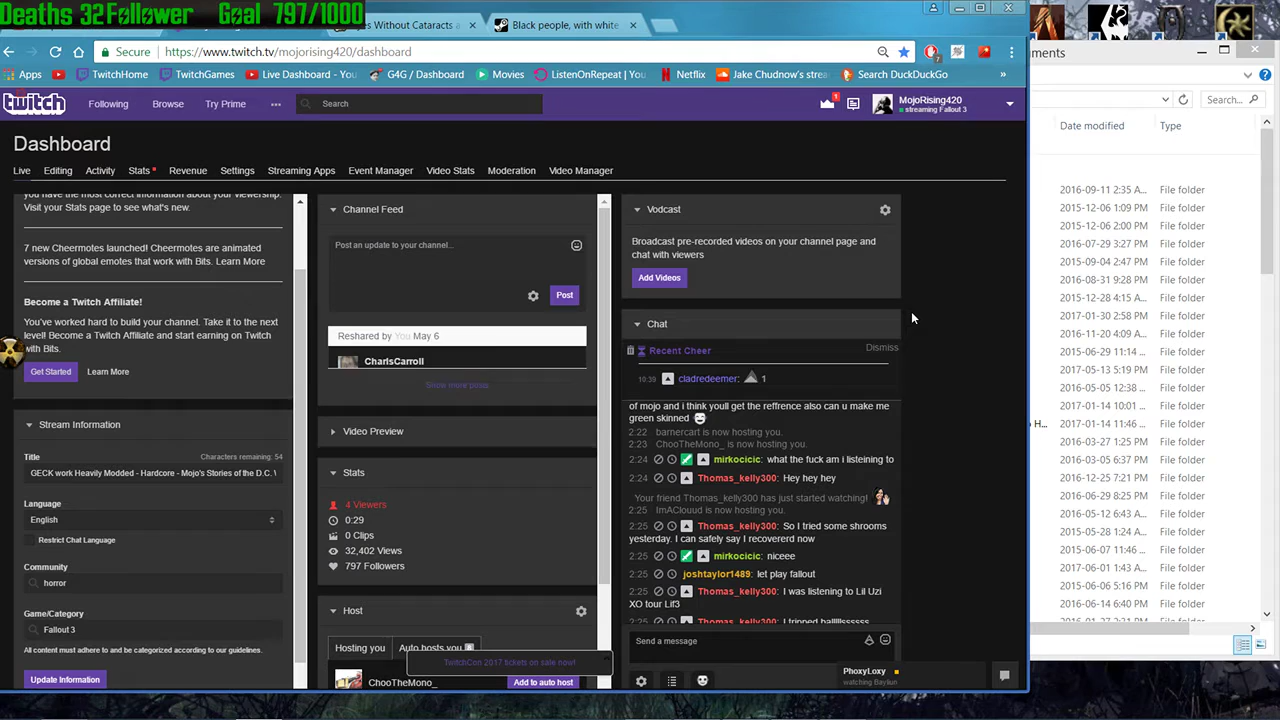 Deaths 32 Follower Goal 797/1000
es Without Cataracts a
Black people, with white
Secure
https://www.twitch.tv/mojorising420/dashboard
Apps TwitchHome TwitchGames Live Dashboard - You G4G / Dashboard Movies ListenOnRepeat | You Netflix Jake Chudnow's strea Search DuckDuckGo »
twitch Following Browse Try Prime ••• Search 1 MojoRising420
streaming Fallout 3
Dashboard
Live Editing Activity Stats Revenue Settings Streaming Apps Event Manager Video Stats Moderation Video Manager
you have the most correct information about your viewership.
Visit your Stats page to see what's new.
7 new Cheermotes launched! Cheermotes are animated
versions of global emotes that work with Bits. Learn More
Become a Twitch Affiliate!
You've worked hard to build your channel. Take it to the next
level! Become a Twitch Affiliate and start earning on Twitch
with Bits.
Get Started Learn More
Stream Information
Title Characters remaining: 54
GECK work Heavily Modded - Hardcore - Mojo's Stories of the D.C. V
Language
English
Restrict Chat Language
Community
horror
Game/Category
Fallout 3
All content must adhere to and be categorized according to our guidelines.
Update Information
Channel Feed
Post an update to your channel...
Post
Reshared by You May 6
CharlsCarroll
Show more posts
Video Preview
Stats
4 Viewers
0:29
0 Clips
32,402 Views
797 Followers
Host
Hosting you Auto hosts you
TwitchCon 2017 tickets on sale now!
ChooTheMono_ Add to auto host
Vodcast
Broadcast pre-recorded videos on your channel page and
chat with viewers
Add Videos
Chat
Recent Cheer Dismiss
10:39 cladredeemer: 1
of mojo and i think youll get the reffrence also can u make me
green skinned
2:22 barnercart is now hosting you.
2:23 ChooTheMono_ is now hosting you.
2:24 mirkocicic: what the fuck am i listeining to
2:24 Thomas_kelly300: Hey hey hey
Your friend Thomas_kelly300 has just started watching!
2:25 ImAClouud is now hosting you.
2:25 Thomas_kelly300: So I tried some shrooms
yesterday. I can safely say I recovererd now
2:25 mirkocicic: niceee
2:25 joshtaylor1489: let play fallout
2:25 Thomas_kelly300: I was listening to Lil Uzi
XO tour Lif3
2:25 Thomas_kelly300: I tripped ballllsssss
Send a message
PhoxyLoxy
watching Bayliun
ments
Search...
Date modified Type
2016-09-11 2:35 A... File folder
2015-12-06 1:09 PM File folder
2015-12-06 2:00 PM File folder
2016-07-29 3:27 PM File folder
2015-09-04 2:47 PM File folder
2016-08-31 9:28 PM File folder
2015-12-28 4:15 A... File folder
2017-01-30 2:58 PM File folder
2016-11-20 4:09 A... File folder
2015-06-29 11:14 ... File folder
2017-05-13 5:19 PM File folder
2016-05-05 12:38 ... File folder
2017-01-14 10:01 ... File folder
H... 2017-01-14 11:46 ... File folder
2016-03-27 1:25 PM File folder
2016-03-05 6:37 PM File folder
2016-12-25 7:21 PM File folder
2016-06-29 8:25 PM File folder
2016-05-12 6:43 A... File folder
2015-05-28 1:24 A... File folder
2015-06-07 11:46 ... File folder
2017-06-01 1:43 A... File folder
2015-06-06 5:16 PM File folder
2016-06-14 6:40 PM File folder
File folder